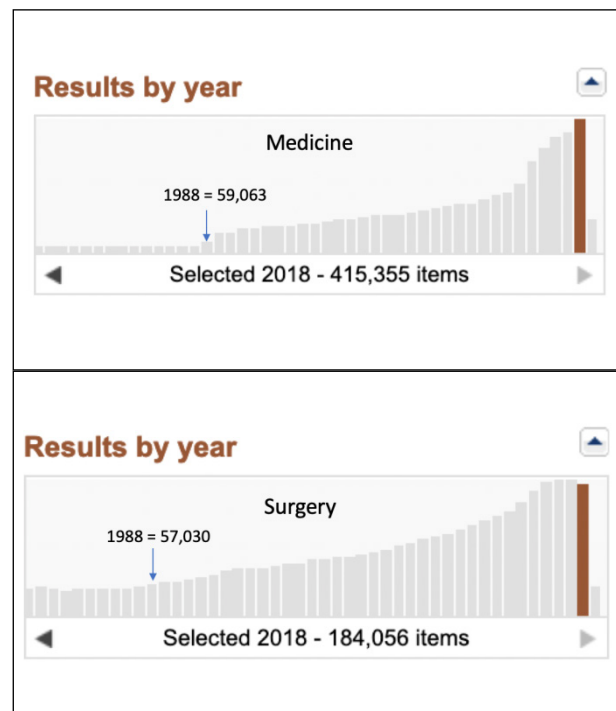 Results by year
Medicine
1988 = 59,063
Selected 2018 - 415,355 items
Results by year
Surgery
1988 = 57,030
Selected 2018 - 184,056 items